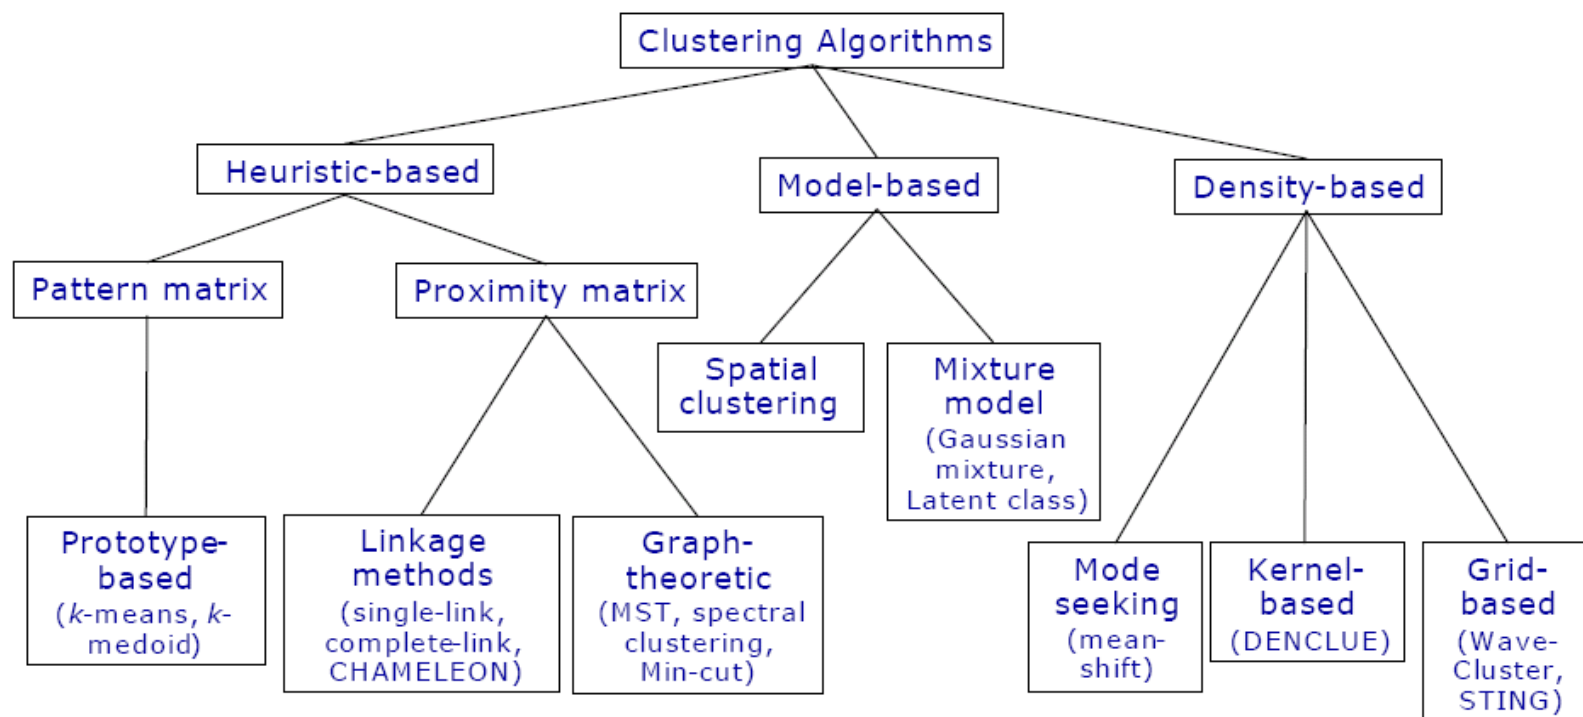 Clustering Algorithms
Heuristic-based
Model-based
Density-based
Pattern matrix
Proximity matrix
Spatial
clustering
Mixture
model
(Gaussian
mixture,
Latent class)
Prototype-
based
(k-means, k-
medoid)
Linkage
methods
(single-link,
complete-link,
CHAMELEON)
Graph-
theoretic
(MST, spectral
clustering,
Min-cut)
Mode
seeking
(mean-
shift)
Kernel-
based
(DENCLUE)
Grid-
based
(Wave-
Cluster,
STING)